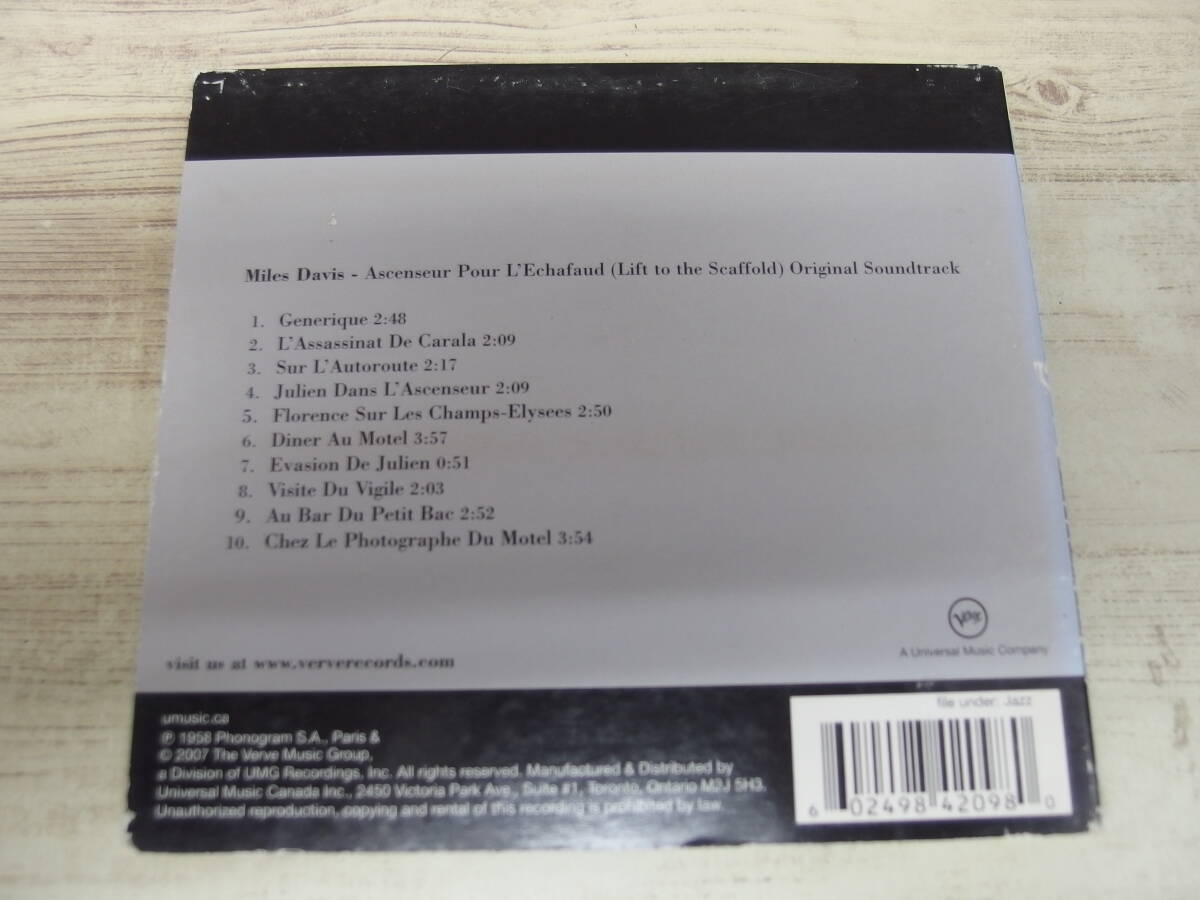 Miles Davis - Ascenseur Pour L'Echafaud (Lift to the Scaffold) Original Soundtrack
1. Generique 2:48
2. L'Assassinat De Carala 2:09
3. Sur L'Autoroute 2:17
4. Julien Dans L'Ascenseur 2:09
5. Florence Sur Les Champs-Elysees 2:50
6. Diner Au Motel 3:57
7. Evasion De Julien 0:51
8. Visite Du Vigile 2:03
9. Au Bar Du Petit Bac 2:52
10. Chez Le Photographe Du Motel 3:54
Verve
A Universal Music Company
visit us at www.ververecords.com
umusic.ca
℗ 1958 Phonogram S.A., Paris &
© 2007 The Verve Music Group,
a Division of UMG Recordings, Inc. All rights reserved. Manufactured & Distributed by
Universal Music Canada Inc., 2450 Victoria Park Ave., Suite #1, Toronto, Ontario M2J 5H3.
Unauthorized reproduction, copying and rental of this recording is prohibited by law.
file under: Jazz
6 02498 42098 0